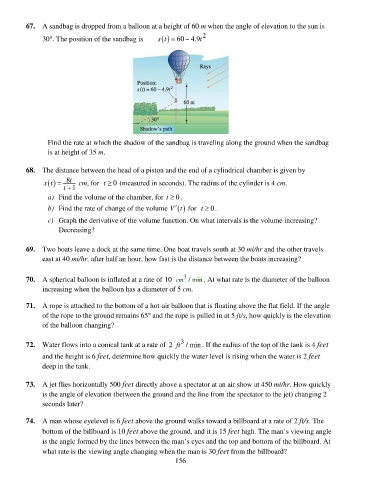 67. A sandbag is dropped from a balloon at a height of 60 m when the angle of elevation to the sun is
30°. The position of the sandbag is s(t) = 60 − 4.9t²
Rays
Position:
s(t) = 60 − 4.9t²
60 m
30°
Shadow's path
Find the rate at which the shadow of the sandbag is traveling along the ground when the sandbag
is at height of 35 m.
68. The distance between the head of a piston and the end of a cylindrical chamber is given by
x(t) = 8t/(t + 1) cm, for t ≥ 0 (measured in seconds). The radius of the cylinder is 4 cm.
a) Find the volume of the chamber, for t ≥ 0.
b) Find the rate of change of the volume V′(t) for t ≥ 0.
c) Graph the derivative of the volume function. On what intervals is the volume increasing?
Decreasing?
69. Two boats leave a dock at the same time. One boat travels south at 30 mi/hr and the other travels
east at 40 mi/hr. after half an hour, how fast is the distance between the boats increasing?
70. A spherical balloon is inflated at a rate of 10 cm³ / min. At what rate is the diameter of the balloon
increasing when the balloon has a diameter of 5 cm.
71. A rope is attached to the bottom of a hot-air balloon that is floating above the flat field. If the angle
of the rope to the ground remains 65° and the rope is pulled in at 5 ft/s, how quickly is the elevation
of the balloon changing?
72. Water flows into a conical tank at a rate of 2 ft³ / min. If the radius of the top of the tank is 4 feet
and the height is 6 feet, determine how quickly the water level is rising when the water is 2 feet
deep in the tank.
73. A jet flies horizontally 500 feet directly above a spectator at an air show at 450 mi/hr. How quickly
is the angle of elevation (between the ground and the line from the spectator to the jet) changing 2
seconds later?
74. A man whose eyelevel is 6 feet above the ground walks toward a billboard at a rate of 2 ft/s. The
bottom of the billboard is 10 feet above the ground, and it is 15 feet high. The man's viewing angle
is the angle formed by the lines between the man's eyes and the top and bottom of the billboard. At
what rate is the viewing angle changing when the man is 30 feet from the billboard?
156